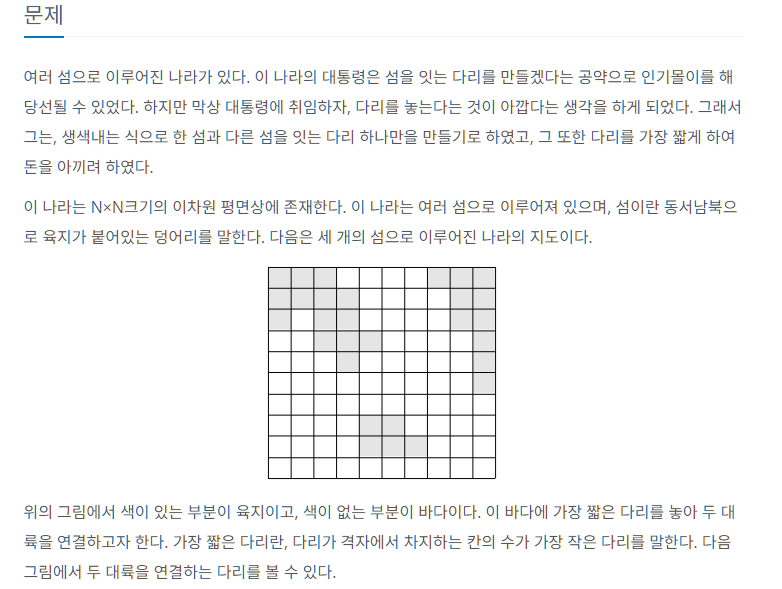 문제
여러 섬으로 이루어진 나라가 있다. 이 나라의 대통령은 섬을 잇는 다리를 만들겠다는 공약으로 인기몰이를 해
당선될 수 있었다. 하지만 막상 대통령에 취임하자, 다리를 놓는다는 것이 아깝다는 생각을 하게 되었다. 그래서
그는, 생색내는 식으로 한 섬과 다른 섬을 잇는 다리 하나만을 만들기로 하였고, 그 또한 다리를 가장 짧게 하여
돈을 아끼려 하였다.
이 나라는 N×N크기의 이차원 평면상에 존재한다. 이 나라는 여러 섬으로 이루어져 있으며, 섬이란 동서남북으
로 육지가 붙어있는 덩어리를 말한다. 다음은 세 개의 섬으로 이루어진 나라의 지도이다.
위의 그림에서 색이 있는 부분이 육지이고, 색이 없는 부분이 바다이다. 이 바다에 가장 짧은 다리를 놓아 두 대
륙을 연결하고자 한다. 가장 짧은 다리란, 다리가 격자에서 차지하는 칸의 수가 가장 작은 다리를 말한다. 다음
그림에서 두 대륙을 연결하는 다리를 볼 수 있다.